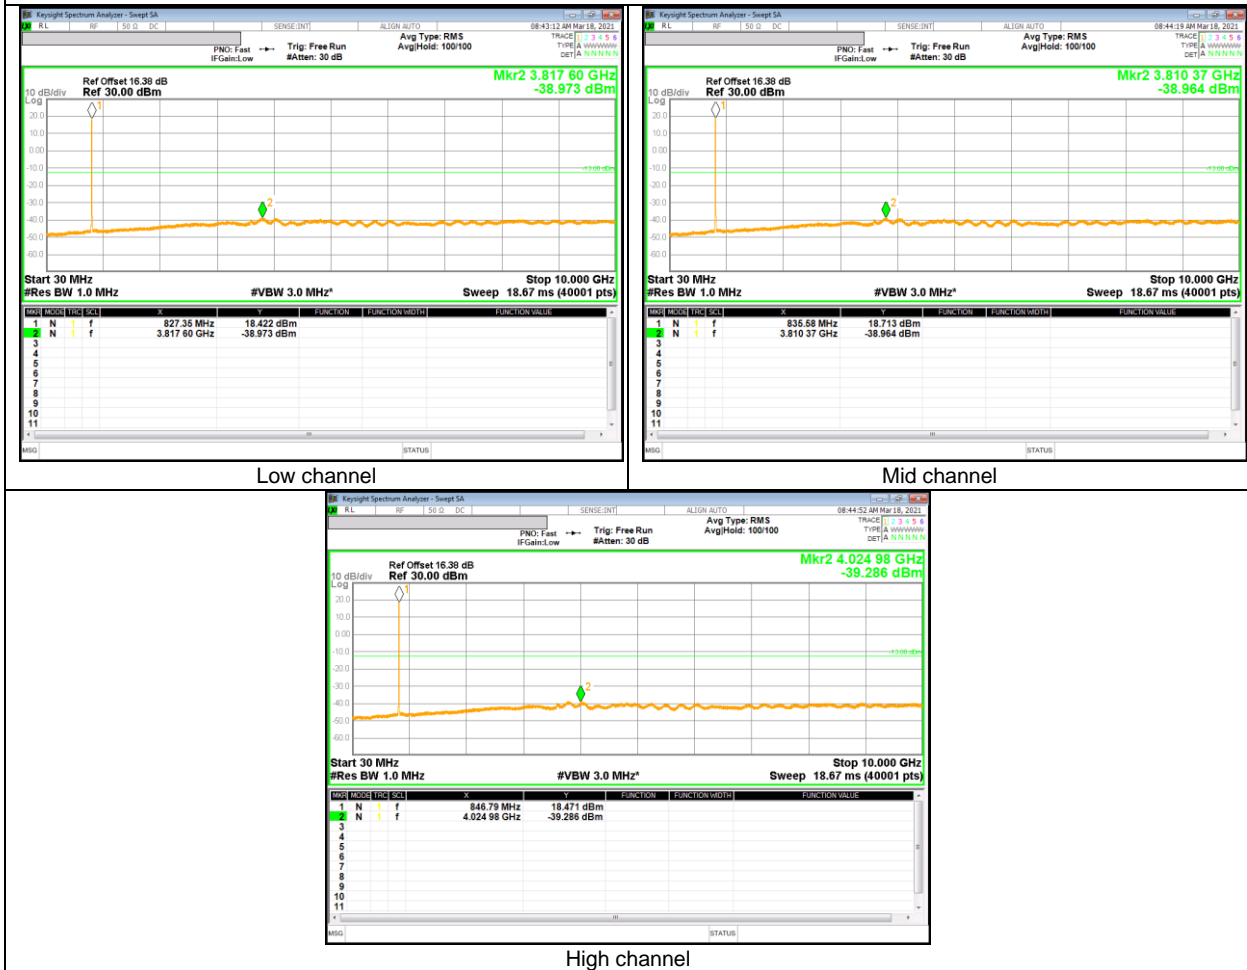 Keysight Spectrum Analyzer - Swept SA
RL RF 50 Ω DC SENSE:INT ALIGN AUTO 08:43:12 AM Mar 18, 2021
PNO: Fast Trig: Free Run Avg Type: RMS TRACE 1 2 3 4 5 6
IFGain:Low #Atten: 30 dB Avg|Hold: 100/100 TYPE A WWWWW
DET A N N N N N
Mkr2 3.817 60 GHz
-38.973 dBm
Ref Offset 16.38 dB
10 dB/div Ref 30.00 dBm
Log
1
20.0
10.0
0.00
-10.0
-13.00 dBm
-20.0
-30.0
2
-40.0
-50.0
-60.0
Start 30 MHz Stop 10.000 GHz
#Res BW 1.0 MHz #VBW 3.0 MHz* Sweep 18.67 ms (40001 pts)
MKR MODE TRC SCL X Y FUNCTION FUNCTION WIDTH FUNCTION VALUE
1 N 1 f 827.35 MHz 18.422 dBm
2 N 1 f 3.817 60 GHz -38.973 dBm
3
4
5
6
7
8
9
10
11
MSG STATUS
Low channel
Keysight Spectrum Analyzer - Swept SA
RL RF 50 Ω DC SENSE:INT ALIGN AUTO 08:44:19 AM Mar 18, 2021
PNO: Fast Trig: Free Run Avg Type: RMS TRACE 1 2 3 4 5 6
IFGain:Low #Atten: 30 dB Avg|Hold: 100/100 TYPE A WWWWW
DET A N N N N N
Mkr2 3.810 37 GHz
-38.964 dBm
Ref Offset 16.38 dB
10 dB/div Ref 30.00 dBm
Log
1
20.0
10.0
0.00
-10.0
-13.00 dBm
-20.0
-30.0
2
-40.0
-50.0
-60.0
Start 30 MHz Stop 10.000 GHz
#Res BW 1.0 MHz #VBW 3.0 MHz* Sweep 18.67 ms (40001 pts)
MKR MODE TRC SCL X Y FUNCTION FUNCTION WIDTH FUNCTION VALUE
1 N 1 f 835.58 MHz 18.713 dBm
2 N 1 f 3.810 37 GHz -38.964 dBm
3
4
5
6
7
8
9
10
11
MSG STATUS
Mid channel
Keysight Spectrum Analyzer - Swept SA
RL RF 50 Ω DC SENSE:INT ALIGN AUTO 08:44:52 AM Mar 18, 2021
PNO: Fast Trig: Free Run Avg Type: RMS TRACE 1 2 3 4 5 6
IFGain:Low #Atten: 30 dB Avg|Hold: 100/100 TYPE A WWWWW
DET A N N N N N
Mkr2 4.024 98 GHz
-39.286 dBm
Ref Offset 16.38 dB
10 dB/div Ref 30.00 dBm
Log
1
20.0
10.0
0.00
-10.0
-13.00 dBm
-20.0
-30.0
2
-40.0
-50.0
-60.0
Start 30 MHz Stop 10.000 GHz
#Res BW 1.0 MHz #VBW 3.0 MHz* Sweep 18.67 ms (40001 pts)
MKR MODE TRC SCL X Y FUNCTION FUNCTION WIDTH FUNCTION VALUE
1 N 1 f 846.79 MHz 18.471 dBm
2 N 1 f 4.024 98 GHz -39.286 dBm
3
4
5
6
7
8
9
10
11
MSG STATUS
High channel